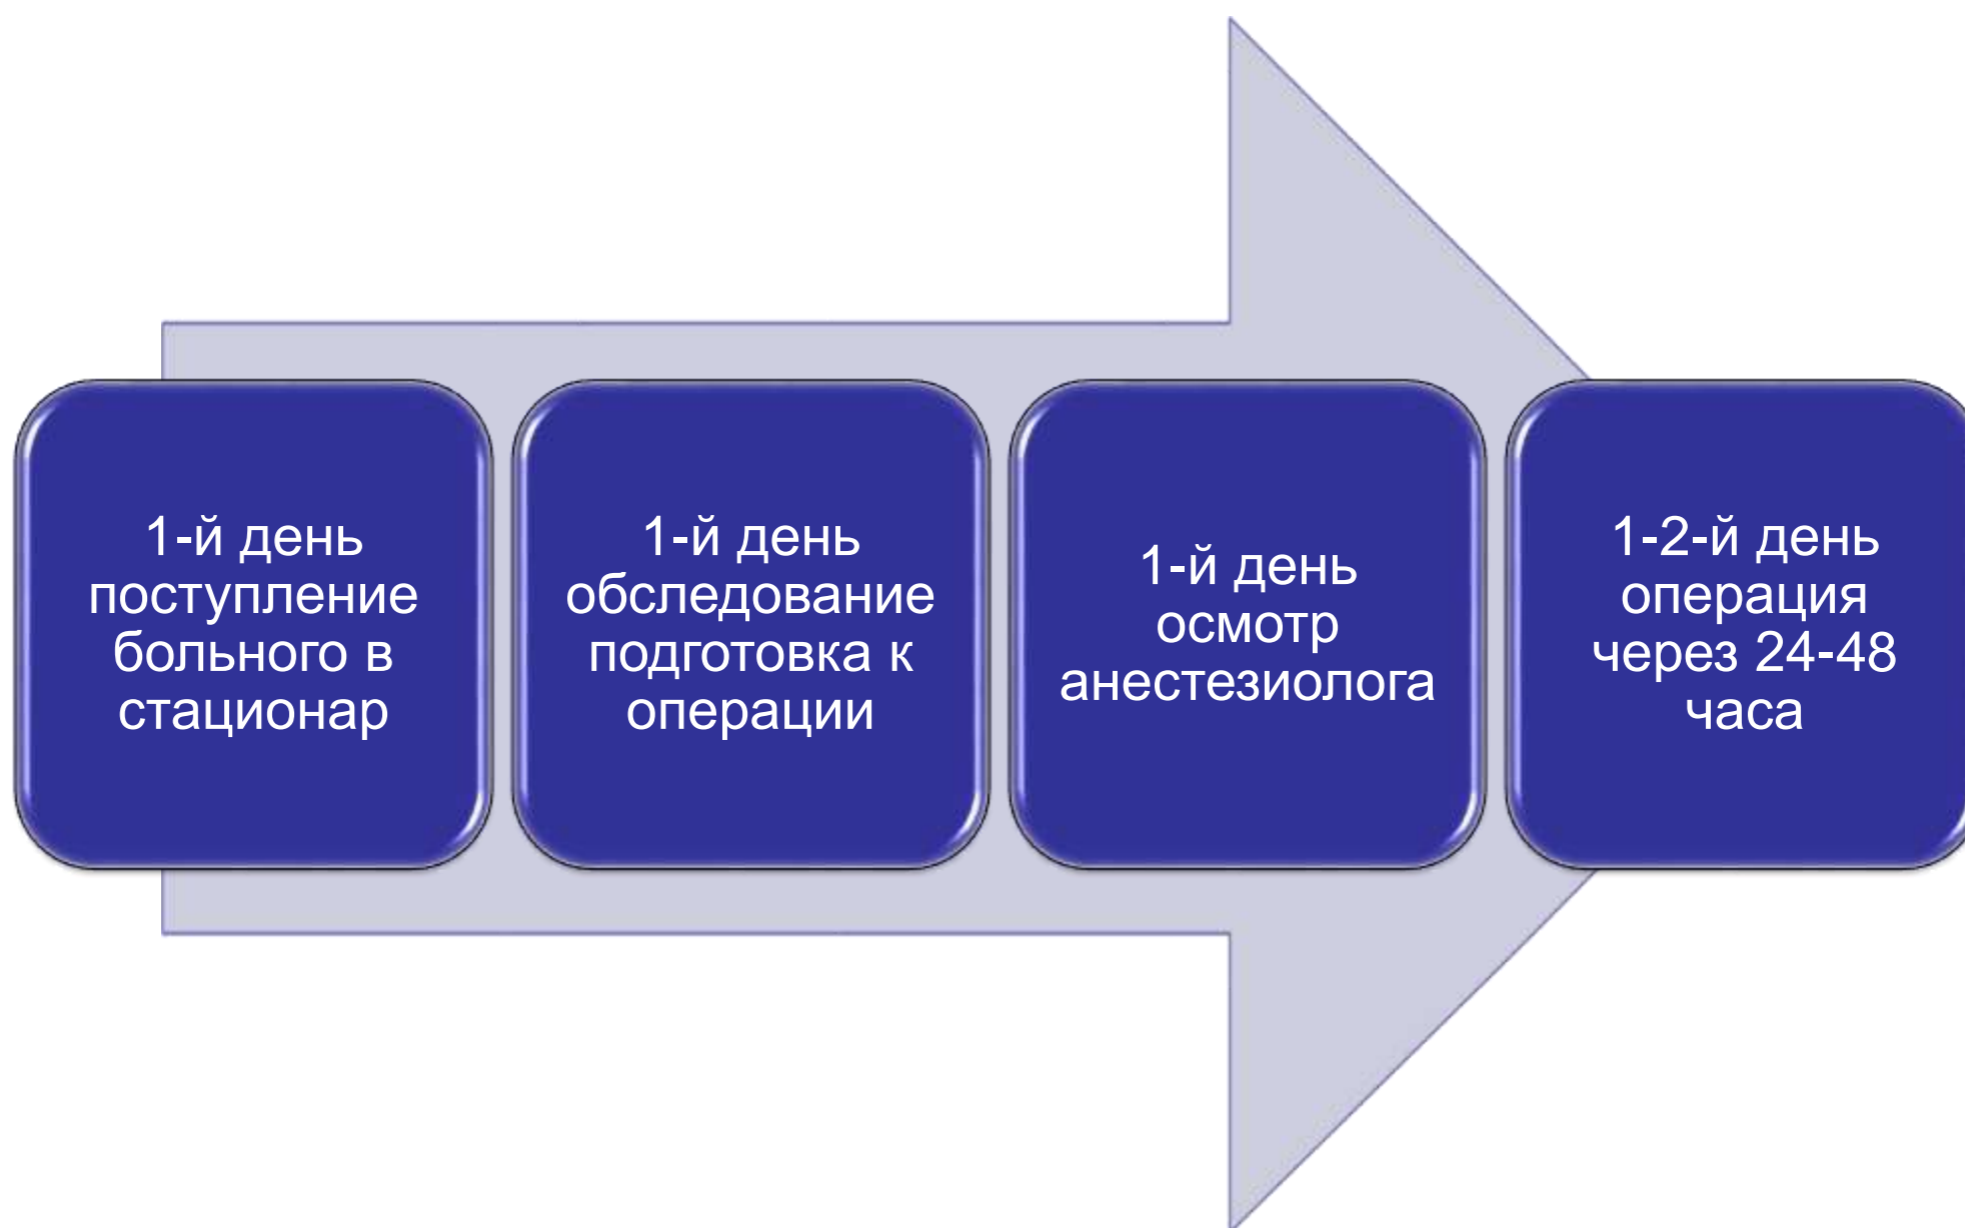 1-й день
поступление
больного в
стационар
1-й день
обследование
подготовка к
операции
1-й день
осмотр
анестезиолога
1-2-й день
операция
через 24-48
часа